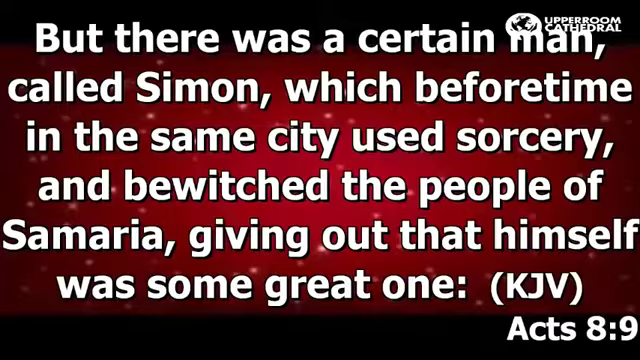 UPPERROOM
CATHEDRAL
But there was a certain man,
called Simon, which beforetime
in the same city used sorcery,
and bewitched the people of
Samaria, giving out that himself
was some great one: (KJV)
Acts 8:9